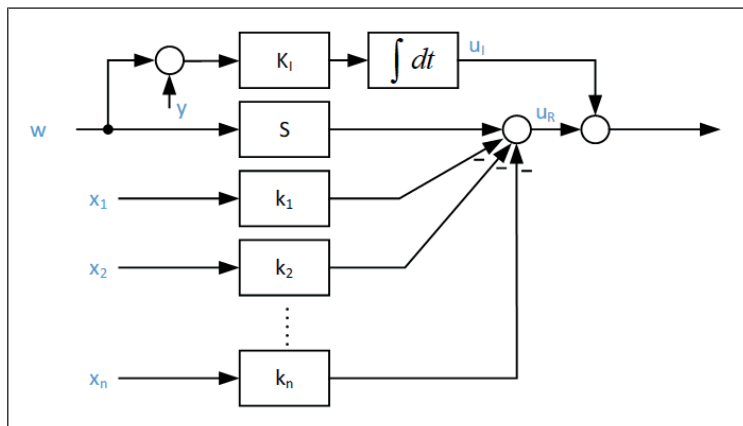 K_I
∫ dt
u_I
y
w
S
u_R
x_1
k_1
–
–
–
x_2
k_2
x_n
k_n